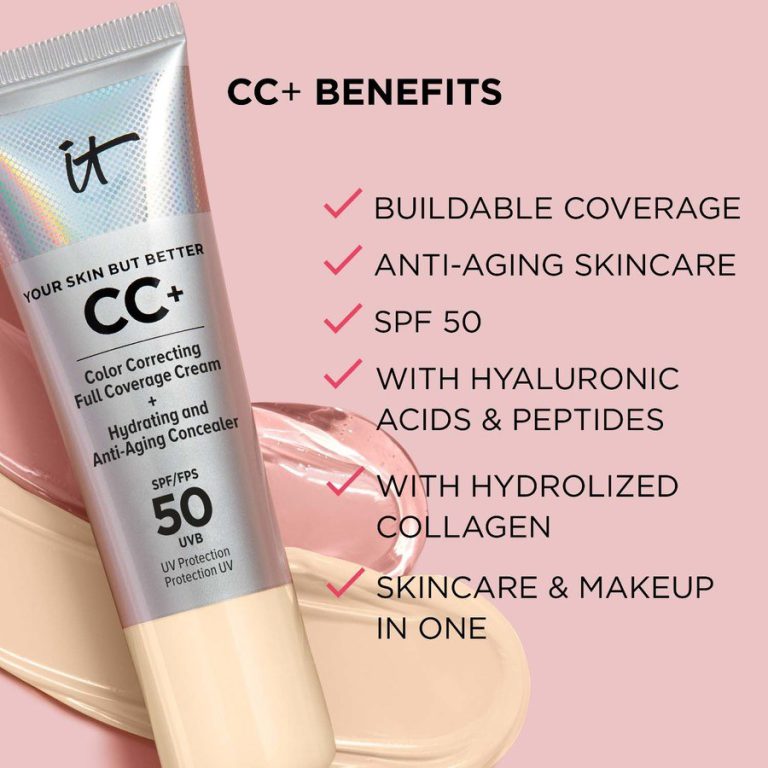 CC+ BENEFITS
BUILDABLE COVERAGE
ANTI-AGING SKINCARE
SPF 50
WITH HYALURONIC
ACIDS & PEPTIDES
WITH HYDROLIZED
COLLAGEN
SKINCARE & MAKEUP
IN ONE
it
YOUR SKIN BUT BETTER
CC+
Color Correcting
Full Coverage Cream
+
Hydrating and
Anti-Aging Concealer
SPF/FPS
50
UVB
UV Protection
Protection UV